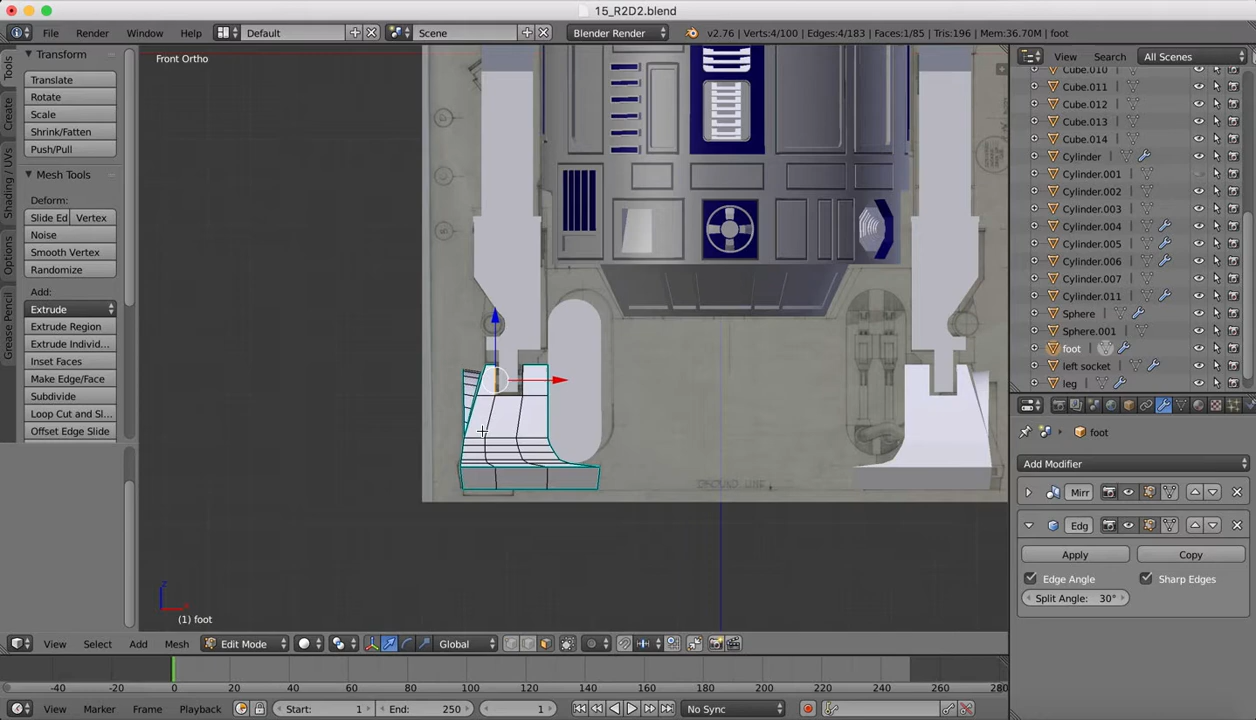 15_R2D2.blend
File Render Window Help Default Scene Blender Render v2.76 | Verts:4/100 | Edges:4/183 | Faces:1/85 | Tris:196 | Mem:36.70M | foot
View Search All Scenes
Tools
Create
Shading / UVs
Options
Grease Pencil
Transform
Translate
Rotate
Scale
Shrink/Fatten
Push/Pull
Mesh Tools
Deform:
Slide Ed Vertex
Noise
Smooth Vertex
Randomize
Add:
Extrude
Extrude Region
Extrude Individ...
Inset Faces
Make Edge/Face
Subdivide
Loop Cut and Sl...
Offset Edge Slide
Front Ortho
GROUND LINE
(1) foot
Cube.010
Cube.011
Cube.012
Cube.013
Cube.014
Cylinder
Cylinder.001
Cylinder.002
Cylinder.003
Cylinder.004
Cylinder.005
Cylinder.006
Cylinder.007
Cylinder.011
Sphere
Sphere.001
foot
left socket
leg
foot
Add Modifier
Mirr
Edg
Apply Copy
Edge Angle Sharp Edges
Split Angle: 30°
View Select Add Mesh Edit Mode Global
-40 -20 0 20 40 60 80 100 120 140 160 180 200 220 240 260 280
View Marker Frame Playback Start: 1 End: 250 1 No Sync